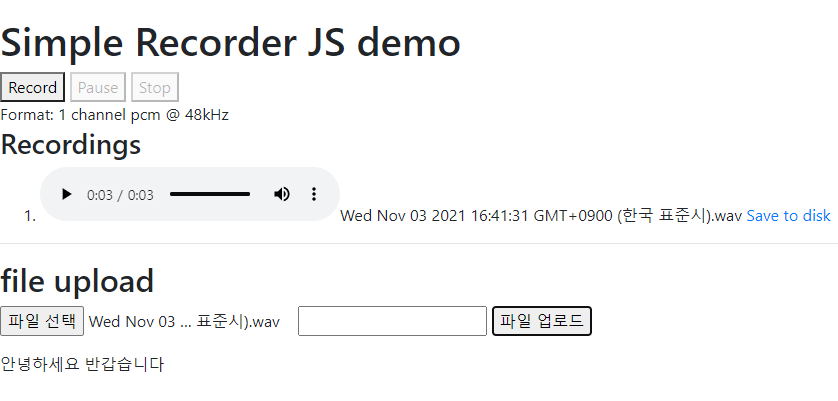 Simple Recorder JS demo
Record Pause Stop
Format: 1 channel pcm @ 48kHz
Recordings
1. 0:03 / 0:03 Wed Nov 03 2021 16:41:31 GMT+0900 (한국 표준시).wav Save to disk
file upload
파일 선택 Wed Nov 03 ... 표준시).wav 파일 업로드
안녕하세요 반갑습니다